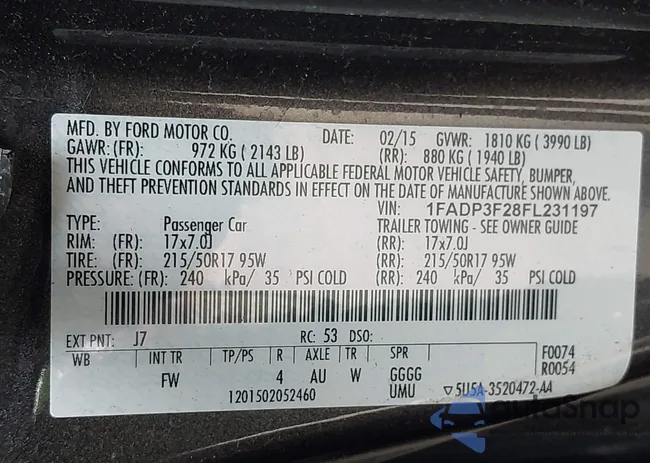 MFD. BY FORD MOTOR CO. DATE: 02/15 GVWR: 1810 KG ( 3990 LB)
GAWR: (FR): 972 KG ( 2143 LB) (RR): 880 KG ( 1940 LB)
THIS VEHICLE CONFORMS TO ALL APPLICABLE FEDERAL MOTOR VEHICLE SAFETY, BUMPER,
AND THEFT PREVENTION STANDARDS IN EFFECT ON THE DATE OF MANUFACTURE SHOWN ABOVE.
VIN: 1FADP3F28FL231197
TYPE: Passenger Car TRAILER TOWING - SEE OWNER GUIDE
RIM: (FR): 17x7.0J (RR): 17x7.0J
TIRE: (FR): 215/50R17 95W (RR): 215/50R17 95W
PRESSURE: (FR): 240 kPa/ 35 PSI COLD (RR): 240 kPa/ 35 PSI COLD
EXT PNT: J7 RC: 53 DSO: F0074
WB INT TR TP/PS R AXLE TR SPR R0054
FW 4 AU W GGGG
1201502052460 UMU ▽5U5A-3520472-AA
autoSnap